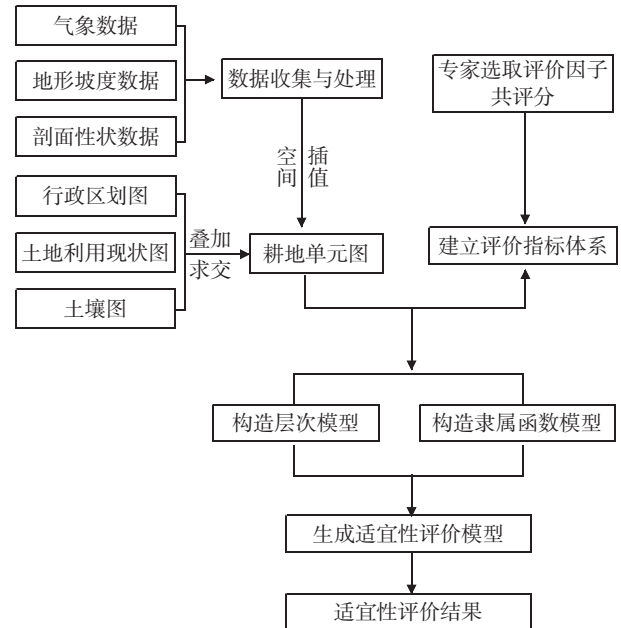 气象数据
地形坡度数据
剖面性状数据
数据收集与处理
专家选取评价因子
共评分
空间
插值
行政区划图
土地利用现状图
土壤图
叠加
求交
耕地单元图
建立评价指标体系
构造层次模型
构造隶属函数模型
生成适宜性评价模型
适宜性评价结果